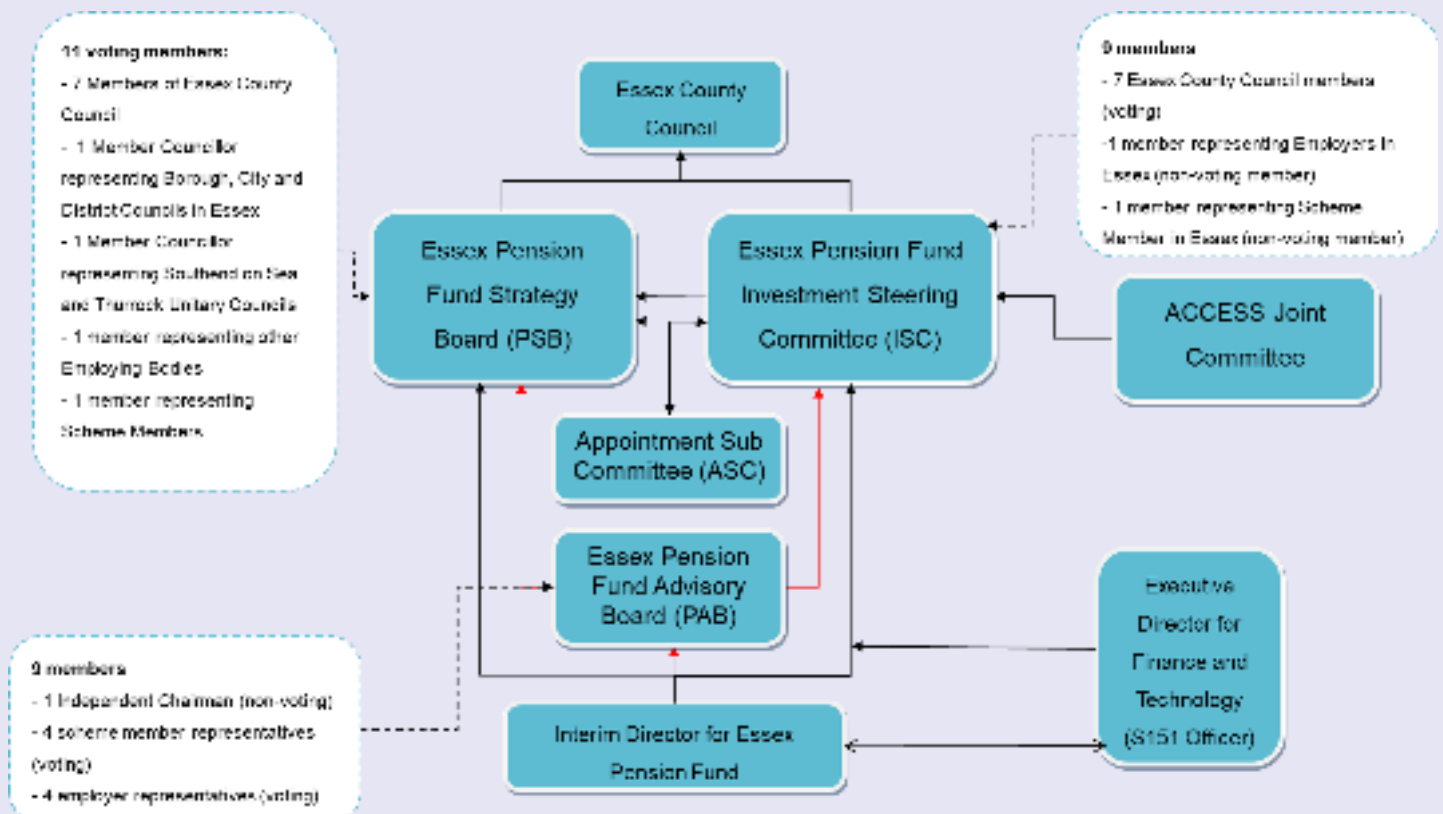 11 voting members:
- 7 Members of Essex County
Council
- 1 Member Councillor
representing Borough, City and
District Councils in Essex
- 1 Member Councillor
representing Southend on Sea
and Thurrock Unitary Councils
- 1 member representing other
Employing Bodies
- 1 member representing
Scheme Members
Essex County
Council
9 members
- 7 Essex County Council members
(voting)
-1 member representing Employers in
Essex (non-voting member)
- 1 member representing Scheme
Member in Essex (non-voting member)
Essex Pension
Fund Strategy
Board (PSB)
Essex Pension Fund
Investment Steering
Committee (ISC)
ACCESS Joint
Committee
Appointment Sub
Committee (ASC)
Essex Pension
Fund Advisory
Board (PAB)
Executive
Director for
Finance and
Technology
(S151 Officer)
9 members
- 1 Independent Chairman (non-voting)
- 4 scheme member representatives
(voting)
- 4 employer representatives (voting)
Interim Director for Essex
Pension Fund